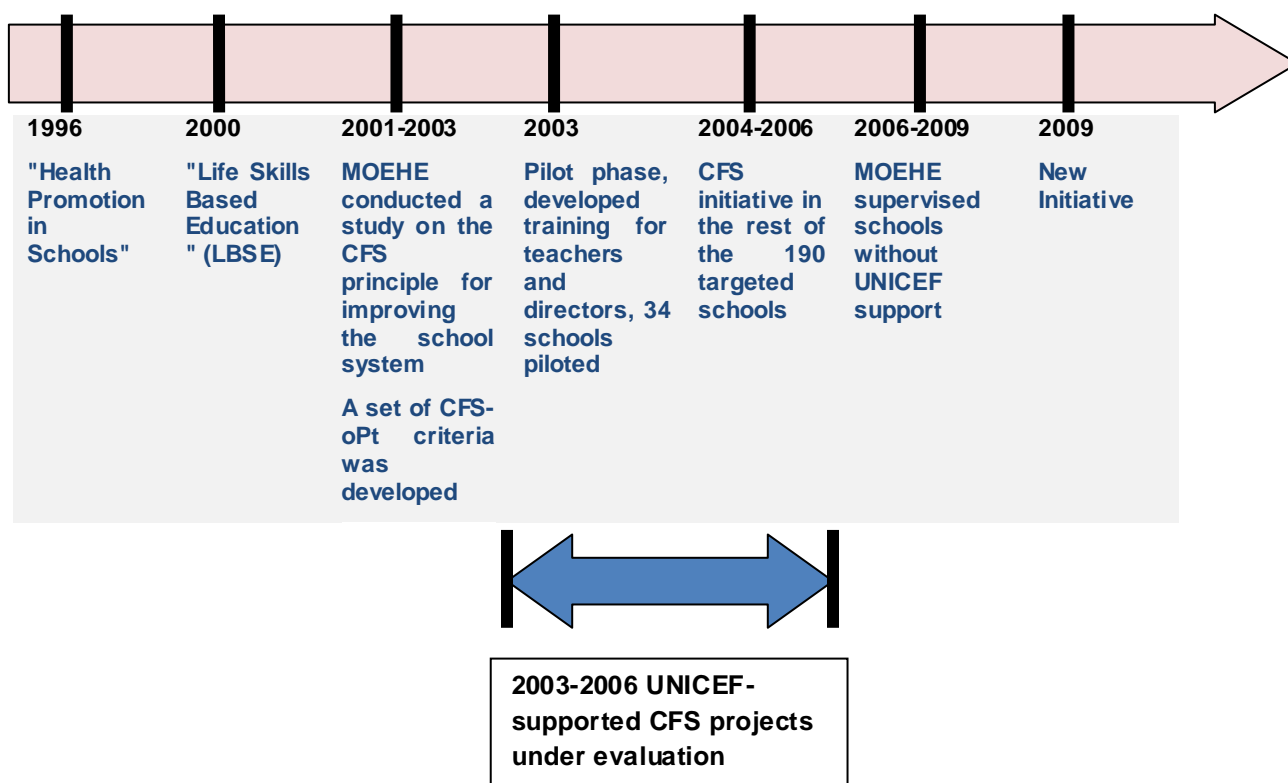 1996
"Health
Promotion
in
Schools"
2000
"Life Skills
Based
Education
" (LBSE)
2001-2003
MOEHE
conducted a
study on the
CFS
principle for
improving
the school
system
A set of CFS-
oPt criteria
was
developed
2003
Pilot phase,
developed
training for
teachers
and
directors, 34
schools
piloted
2004-2006
CFS
initiative in
the rest of
the 190
targeted
schools
2006-2009
MOEHE
supervised
schools
without
UNICEF
support
2009
New
Initiative
2003-2006 UNICEF-
supported CFS projects
under evaluation